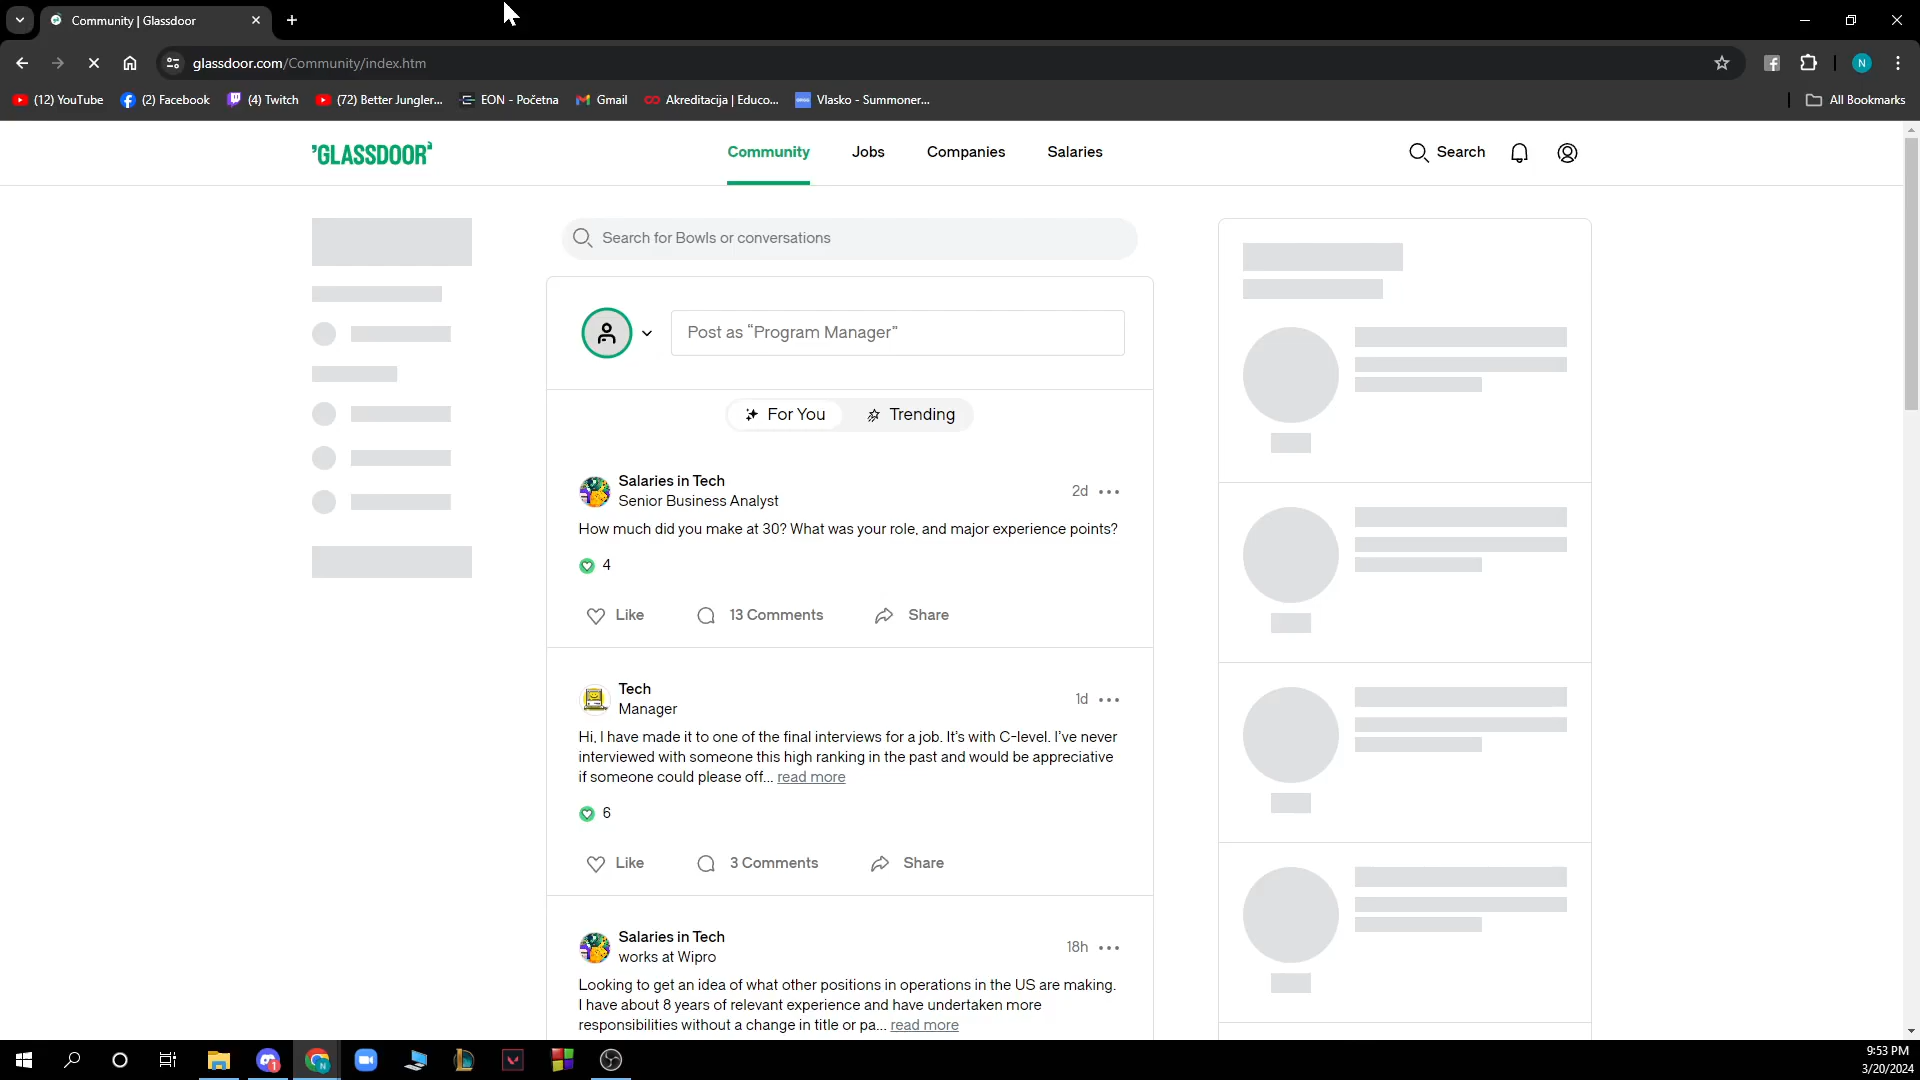 Community | Glassdoor
glassdoor.com/Community/index.htm
N
(12) YouTube
(2) Facebook
(4) Twitch
(72) Better Jungler...
EON - Početna
Gmail
Akreditacija | Educo...
Vlasko - Summoner...
All Bookmarks
GLASSDOOR
Community
Jobs
Companies
Salaries
Search
Search for Bowls or conversations
Post as “Program Manager”
For You
Trending
Salaries in Tech
Senior Business Analyst
2d
How much did you make at 30? What was your role, and major experience points?
4
Like
13 Comments
Share
Tech
Manager
1d
Hi, I have made it to one of the final interviews for a job. It’s with C-level. I’ve never
interviewed with someone this high ranking in the past and would be appreciative
if someone could please off... read more
6
Like
3 Comments
Share
Salaries in Tech
works at Wipro
18h
Looking to get an idea of what other positions in operations in the US are making.
I have about 8 years of relevant experience and have undertaken more
responsibilities without a change in title or pa... read more
1
N
9:53 PM
3/20/2024